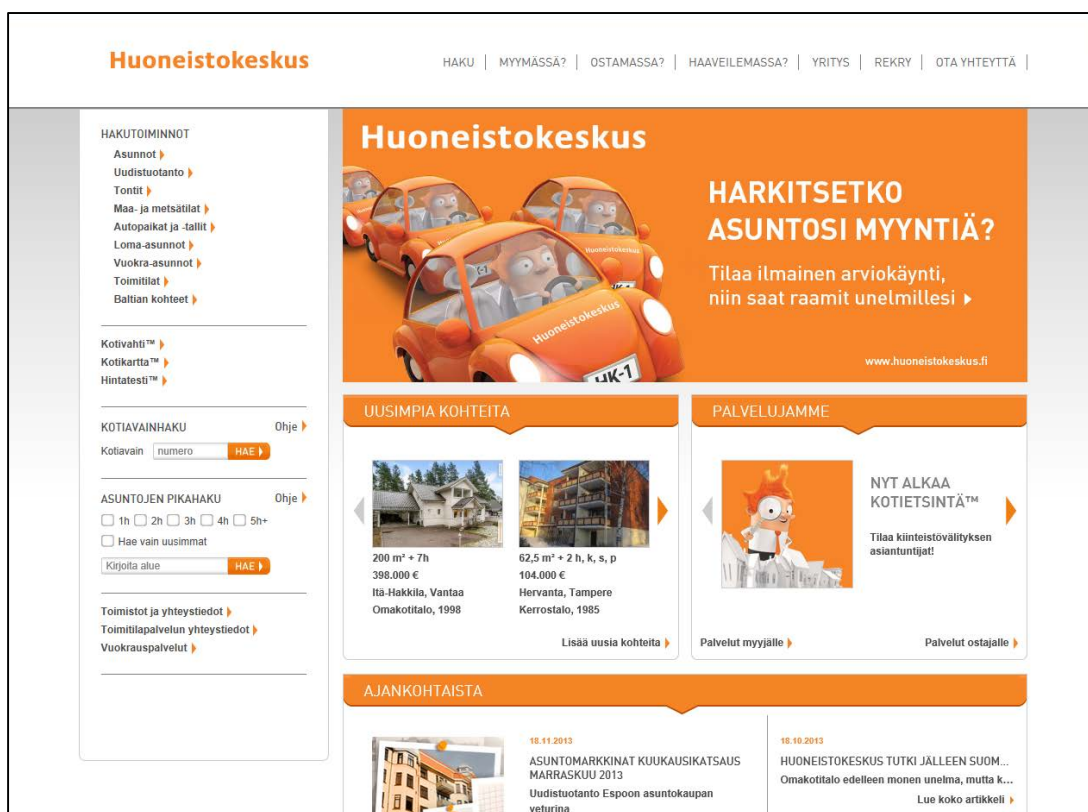 Huoneistokeskus
HAKU | MYYMÄSSÄ? | OSTAMASSA? | HAAVEILEMASSA? | YRITYS | REKRY | OTA YHTEYTTÄ |
HAKUTOIMINNOT
Asunnot
Uudistuotanto
Tontit
Maa- ja metsätilat
Autopaikat ja -tallit
Loma-asunnot
Vuokra-asunnot
Toimitilat
Baltian kohteet
Kotivahti™
Kotikartta™
Hintatesti™
KOTIAVAINHAKU Ohje
Kotiavain numero HAE
ASUNTOJEN PIKAHAKU Ohje
1h 2h 3h 4h 5h+
Hae vain uusimmat
Kirjoita alue HAE
Toimistot ja yhteystiedot
Toimitilapalvelun yhteystiedot
Vuokrauspalvelut
Huoneistokeskus
HARKITSETKO
ASUNTOSI MYYNTIÄ?
Tilaa ilmainen arviokäynti,
niin saat raamit unelmillesi
www.huoneistokeskus.fi
Huoneistokeskus
Huoneistokeskus
HK-1
UUSIMPIA KOHTEITA
200 m² + 7h
398.000 €
Itä-Hakkila, Vantaa
Omakotitalo, 1998
62,5 m² + 2 h, k, s, p
104.000 €
Hervanta, Tampere
Kerrostalo, 1985
Lisää uusia kohteita
PALVELUJAMME
NYT ALKAA
KOTIETSINTÄ™
Tilaa kiinteistövälityksen
asiantuntijat!
Palvelut myyjälle
Palvelut ostajalle
AJANKOHTAISTA
18.11.2013
ASUNTOMARKKINAT KUUKAUSIKATSAUS
MARRASKUU 2013
Uudistuotanto Espoon asuntokaupan
veturina
18.10.2013
HUONEISTOKESKUS TUTKI JÄLLEEN SUOM...
Omakotitalo edelleen monen unelma, mutta k...
Lue koko artikkeli